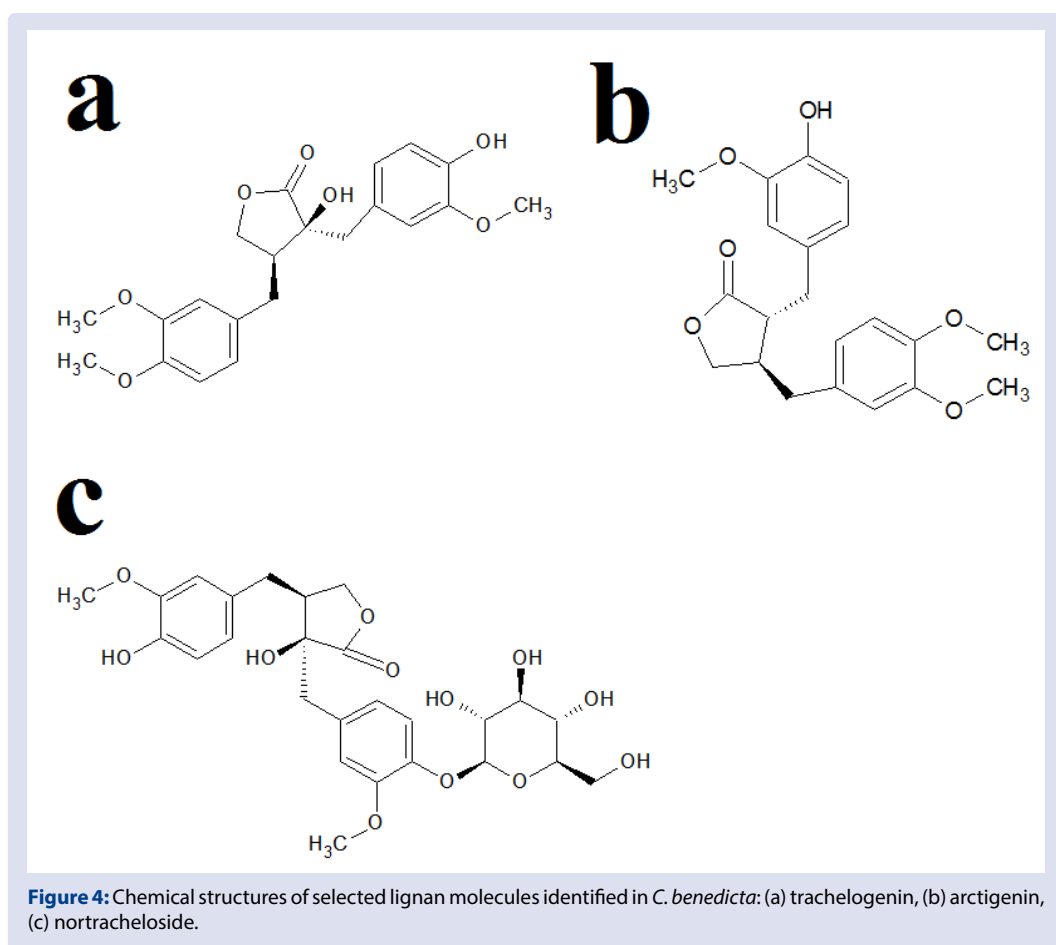 a
O
O
OH
OH
O
CH3
H3C
O
H3C
O
b
OH
O
H3C
O
O
O
CH3
O
CH3
c
H3C
O
HO
HO
O
O
OH
HO
OH
O
O
OH
O
H3C
Figure 4: Chemical structures of selected lignan molecules identified in C. benedicta: (a) trachelogenin, (b) arctigenin,
(c) nortracheloside.